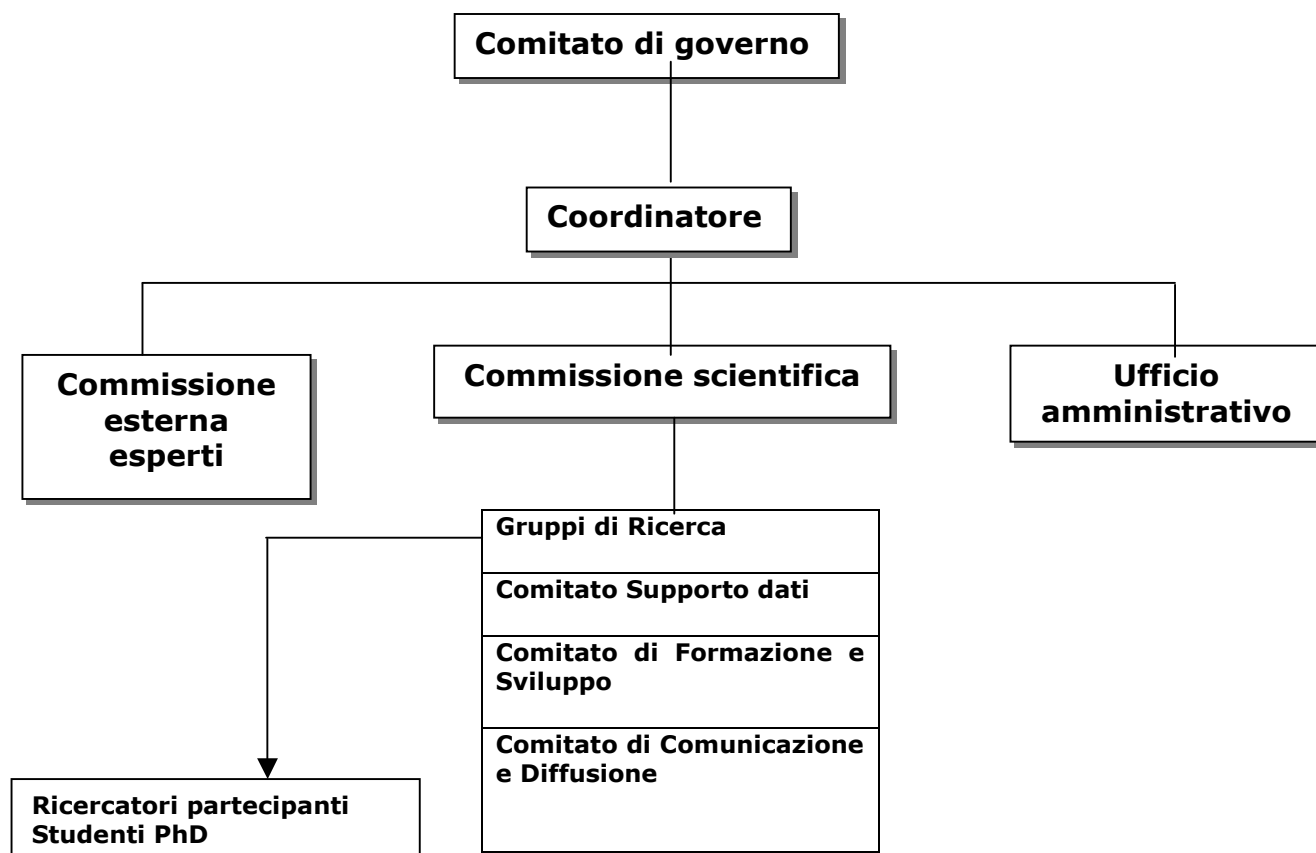 Comitato di governo
Coordinatore
Commissione
esterna
esperti
Commissione scientifica
Ufficio
amministrativo
Gruppi di Ricerca
Comitato Supporto dati
Comitato di Formazione e
Sviluppo
Comitato di Comunicazione
e Diffusione
Ricercatori partecipanti
Studenti PhD